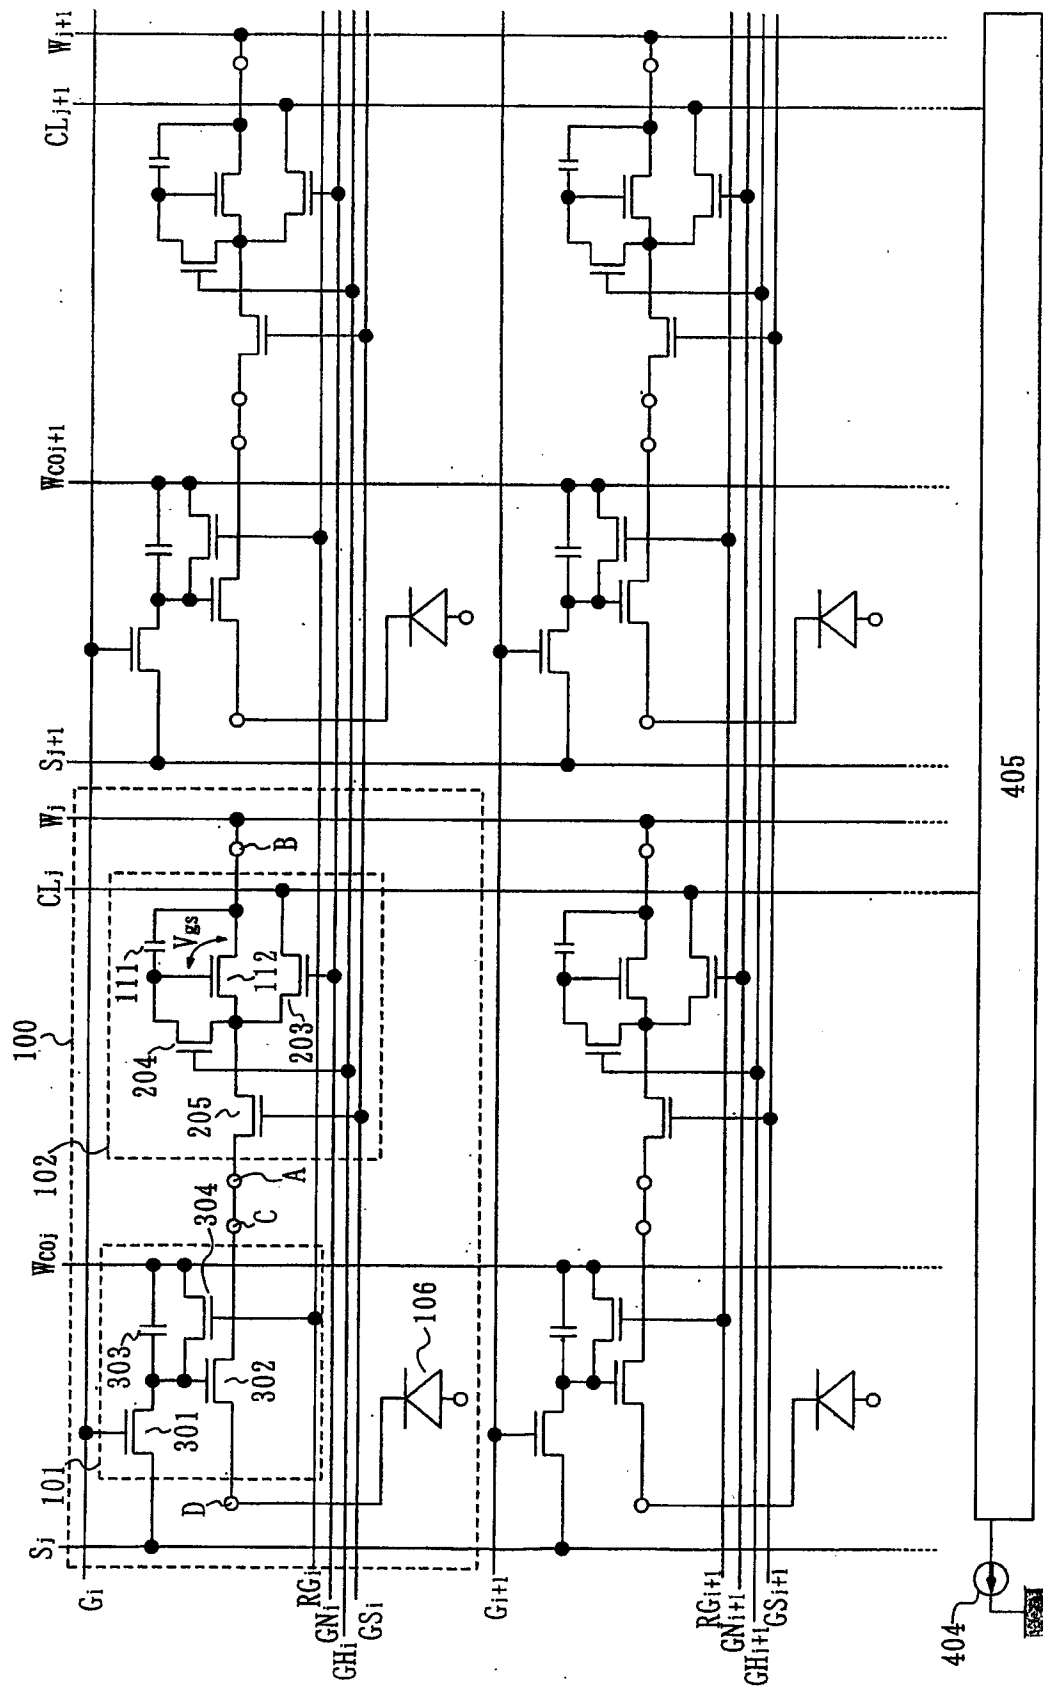 Sj
Wcoj
CLj
Wj
Sj+1
Wcoj+1
CLj+1
Wj+1
100
101
102
Gi
301
303
302
304
D
C
A
B
204
205
111
Vgs
112
203
106
RGi
GNi
GHi
GSi
Gi+1
RGi+1
GNi+1
GHi+1
GSi+1
404
405